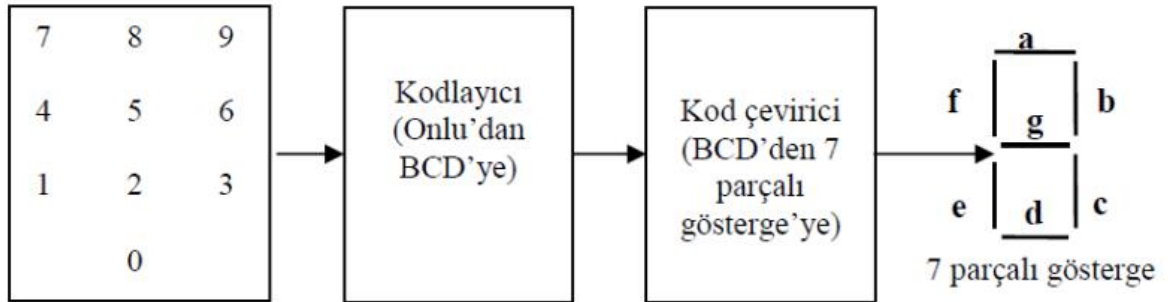 7 8 9
4 5 6
1 2 3
0
Kodlayıcı
(Onlu’dan
BCD’ye)
Kod çevirici
(BCD’den 7
parçalı
gösterge’ye)
a
f b
g
e d c
7 parçalı gösterge